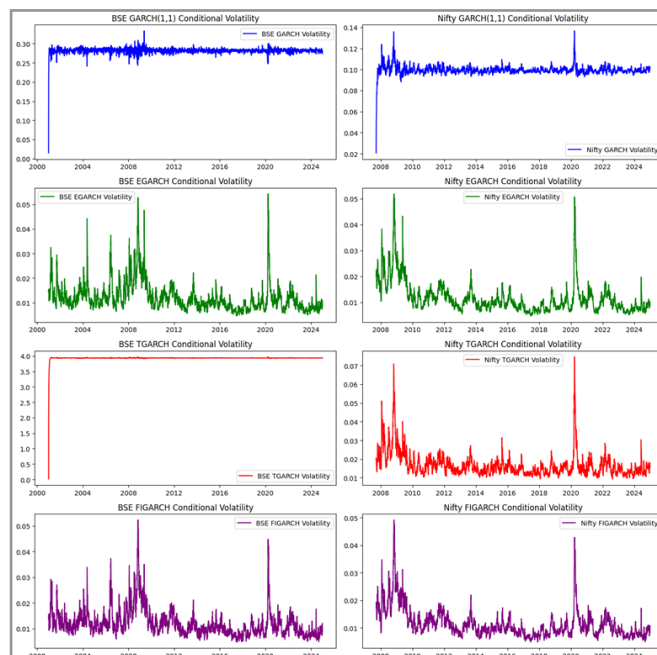 BSE GARCH(1,1) Conditional Volatility
BSE GARCH Volatility
0.30
0.25
0.20
0.15
0.10
0.05
0.00
2000 2004 2008 2012 2016 2020 2024
Nifty GARCH(1,1) Conditional Volatility
0.14
0.12
0.10
0.08
0.06
0.04
0.02
Nifty GARCH Volatility
2008 2010 2012 2014 2016 2018 2020 2022 2024
BSE EGARCH Conditional Volatility
BSE EGARCH Volatility
0.05
0.04
0.03
0.02
0.01
2000 2004 2008 2012 2016 2020 2024
Nifty EGARCH Conditional Volatility
Nifty EGARCH Volatility
0.05
0.04
0.03
0.02
0.01
2008 2010 2012 2014 2016 2018 2020 2022 2024
BSE TGARCH Conditional Volatility
4.0
3.5
3.0
2.5
2.0
1.5
1.0
0.5
0.0
BSE TGARCH Volatility
2000 2004 2008 2012 2016 2020 2024
Nifty TGARCH Conditional Volatility
Nifty TGARCH Volatility
0.07
0.06
0.05
0.04
0.03
0.02
0.01
2008 2010 2012 2014 2016 2018 2020 2022 2024
BSE FIGARCH Conditional Volatility
BSE FIGARCH Volatility
0.05
0.04
0.03
0.02
0.01
Nifty FIGARCH Conditional Volatility
Nifty FIGARCH Volatility
0.05
0.04
0.03
0.02
0.01